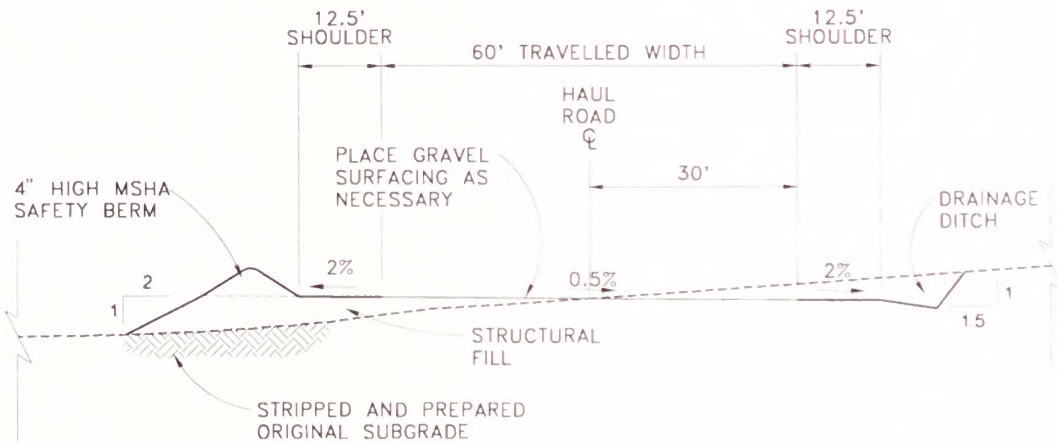 12.5'
SHOULDER
60' TRAVELLED WIDTH
12.5'
SHOULDER
HAUL
ROAD
℄
PLACE GRAVEL
SURFACING AS
NECESSARY
30'
4" HIGH MSHA
SAFETY BERM
DRAINAGE
DITCH
2
1
2%
0.5%
2%
1
1.5
STRUCTURAL
FILL
STRIPPED AND PREPARED
ORIGINAL SUBGRADE